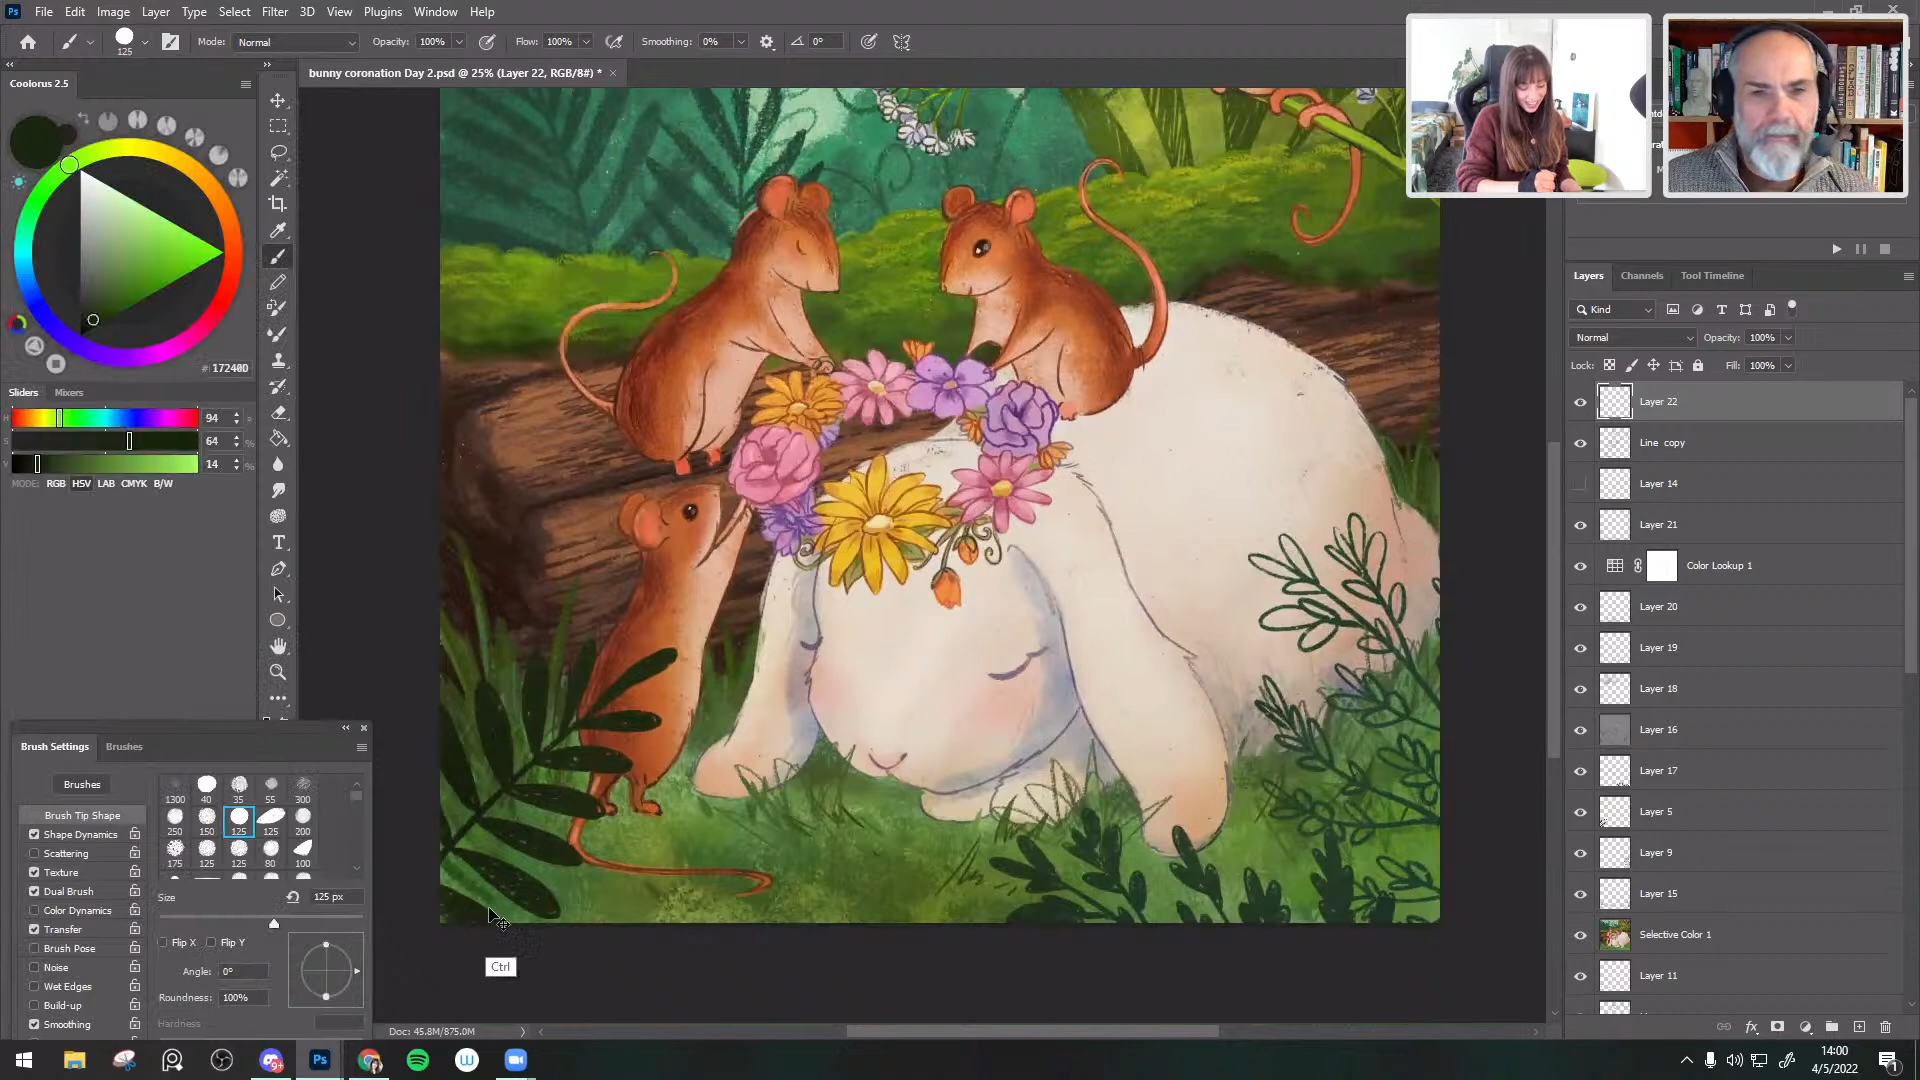 File Edit Image Layer Type Select Filter 3D View Plugins Window Help
125 Mode: Normal Opacity: 100% Flow: 100% Smoothing: 0% 0°
bunny coronation Day 2.psd @ 25% (Layer 22, RGB/8#) *
Coolorus 2.5
# 17240D
Sliders Mixers
H 94
S 64 %
V 14 %
MODE: RGB HSV LAB CMYK B/W
Brush Settings Brushes
Brushes
Brush Tip Shape
Shape Dynamics
Scattering
Texture
Dual Brush
Color Dynamics
Transfer
Brush Pose
Noise
Wet Edges
Build-up
Smoothing
1300 40 35 55 300
250 150 125 125 200
175 125 125 80 100
Size 125 px
Flip X Flip Y
Angle: 0°
Roundness: 100%
Hardness
Ctrl
Doc: 45.8M/875.0M
Layers Channels Tool Timeline
Kind
Normal Opacity: 100%
Lock: Fill: 100%
Layer 22
Line copy
Layer 14
Layer 21
Color Lookup 1
Layer 20
Layer 19
Layer 18
Layer 16
Layer 17
Layer 5
Layer 9
Layer 15
Selective Color 1
Layer 11
14:00
4/5/2022